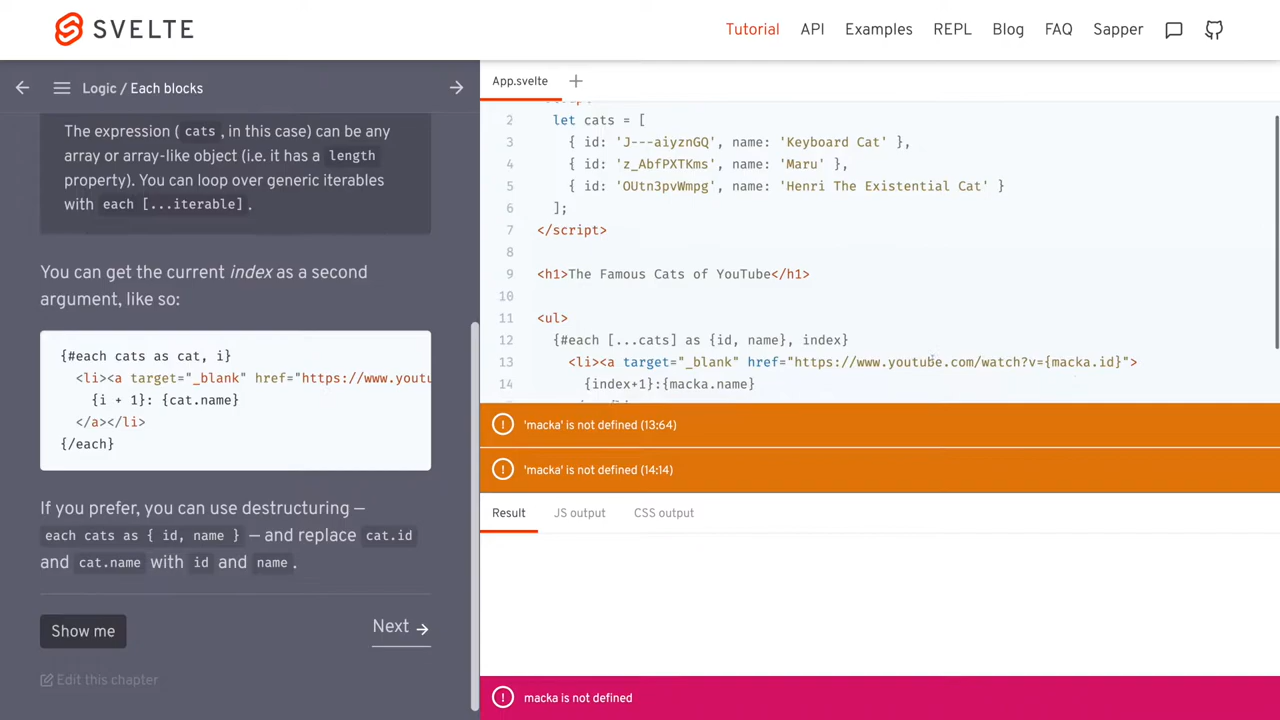 SVELTE
Tutorial API Examples REPL Blog FAQ Sapper
Logic / Each blocks
The expression ( cats , in this case) can be any
array or array-like object (i.e. it has a length
property). You can loop over generic iterables
with each [...iterable] .
You can get the current index as a second
argument, like so:
{#each cats as cat, i}
<li><a target="_blank" href="https://www.youtu
{i + 1}: {cat.name}
</a></li>
{/each}
If you prefer, you can use destructuring —
each cats as { id, name } — and replace cat.id
and cat.name with id and name .
Show me
Next
Edit this chapter
App.svelte +
2 let cats = [
3 { id: 'J---aiyznGQ', name: 'Keyboard Cat' },
4 { id: 'z_AbfPXTKms', name: 'Maru' },
5 { id: 'OUtn3pvWmpg', name: 'Henri The Existential Cat' }
6 ];
7 </script>
8
9 <h1>The Famous Cats of YouTube</h1>
10
11 <ul>
12 {#each [...cats] as {id, name}, index}
13 <li><a target="_blank" href="https://www.youtube.com/watch?v={macka.id}">
14 {index+1}:{macka.name}
'macka' is not defined (13:64)
'macka' is not defined (14:14)
Result JS output CSS output
macka is not defined